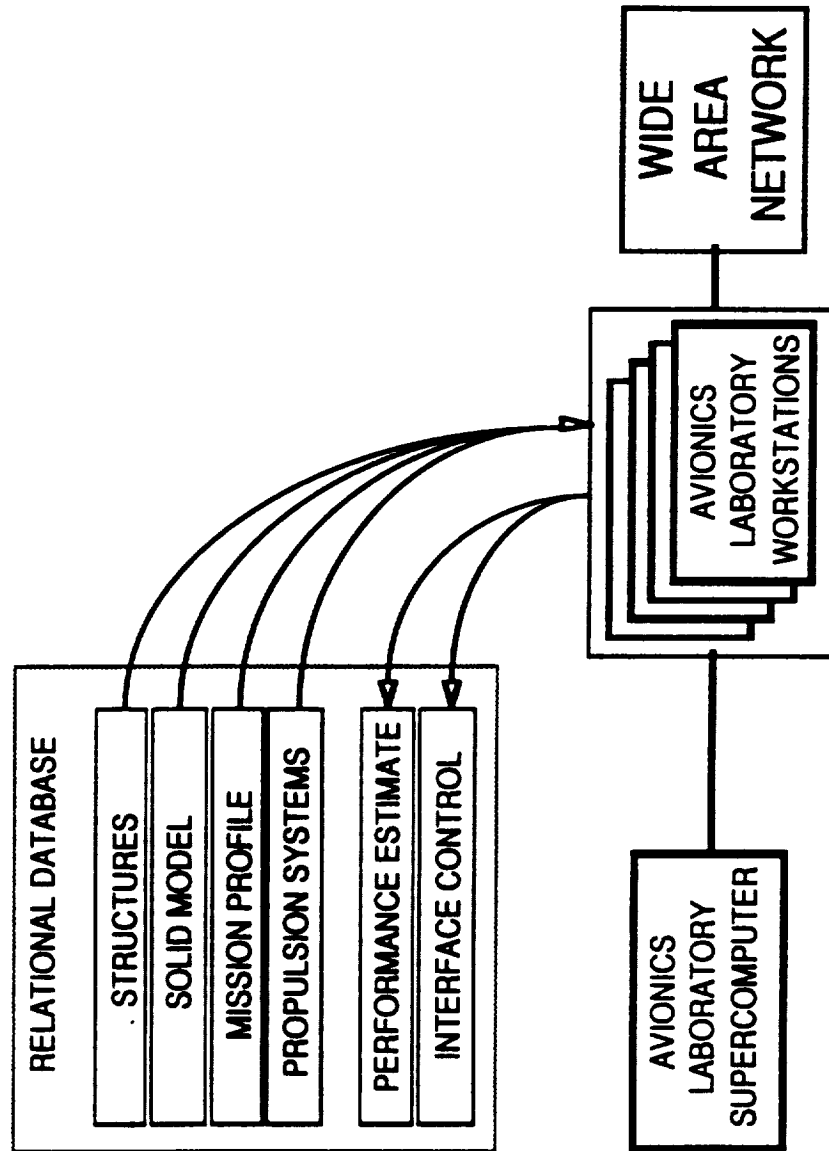 RELATIONAL DATABASE
. STRUCTURES
SOLID MODEL
MISSION PROFILE
PROPULSION SYSTEMS
PERFORMANCE ESTIMATE
INTERFACE CONTROL
AVIONICS
LABORATORY
SUPERCOMPUTER
AVIONICS
LABORATORY
WORKSTATIONS
WIDE
AREA
NETWORK